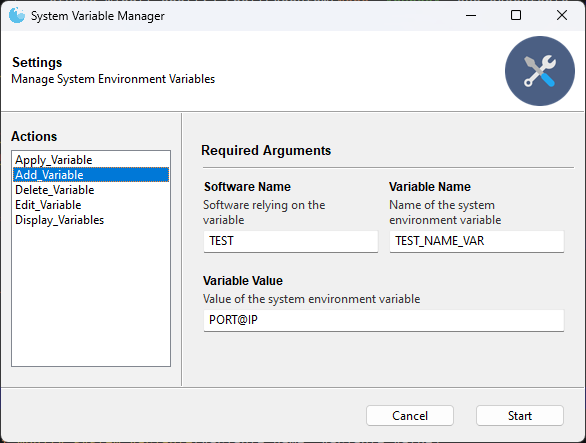 System Variable Manager
Settings
Manage System Environment Variables
Actions
Apply_Variable
Add_Variable
Delete_Variable
Edit_Variable
Display_Variables
Required Arguments
Software Name
Software relying on the
variable
TEST
Variable Name
Name of the system
environment variable
TEST_NAME_VAR
Variable Value
Value of the system environment variable
PORT@IP
Cancel
Start